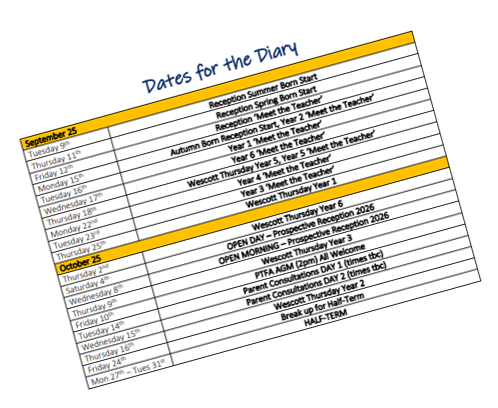 Dates for the Diary
September 25
Tuesday 9th Reception Summer Born Start
Thursday 11th Reception Spring Born Start
Friday 12th Reception ‘Meet the Teacher’
Monday 15th Autumn Born Reception Start, Year 2 ‘Meet the Teacher’
Tuesday 16th Year 1 ‘Meet the Teacher’
Wednesday 17th Year 6 ‘Meet the Teacher’
Thursday 18th Wescott Thursday Year 5, Year 5 ‘Meet the Teacher’
Monday 22nd Year 4 ‘Meet the Teacher’
Tuesday 23rd Year 3 ‘Meet the Teacher’
Thursday 25th Wescott Thursday Year 1
October 25
Thursday 2nd Wescott Thursday Year 6
Saturday 4th OPEN DAY – Prospective Reception 2026
Wednesday 8th OPEN MORNING – Prospective Reception 2026
Thursday 9th Wescott Thursday Year 3
Friday 10th PTFA AGM (2pm) All Welcome
Parent Consultations DAY 1 (times tbc)
Wednesday 15th Parent Consultations DAY 2 (times tbc)
Thursday 16th Wescott Thursday Year 2
Friday 24th Break up for Half-Term
Mon 27th – Tues 31st HALF-TERM